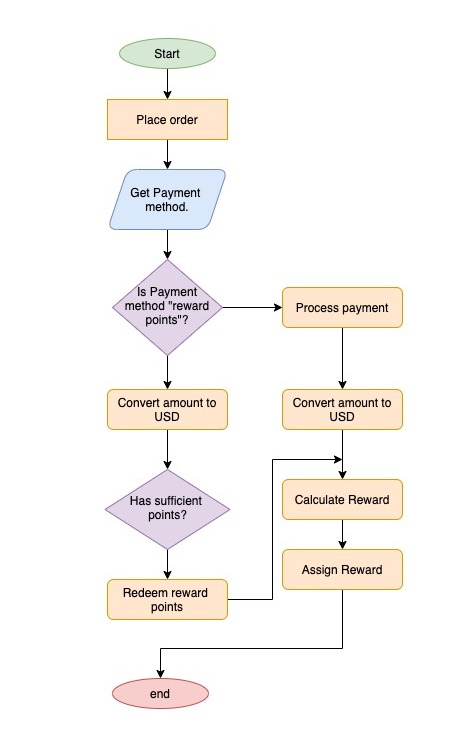 Start
Place order
Get Payment
method.
Is Payment
method "reward
points"?
Process payment
Convert amount to
USD
Convert amount to
USD
Has sufficient
points?
Calculate Reward
Redeem reward
points
Assign Reward
end